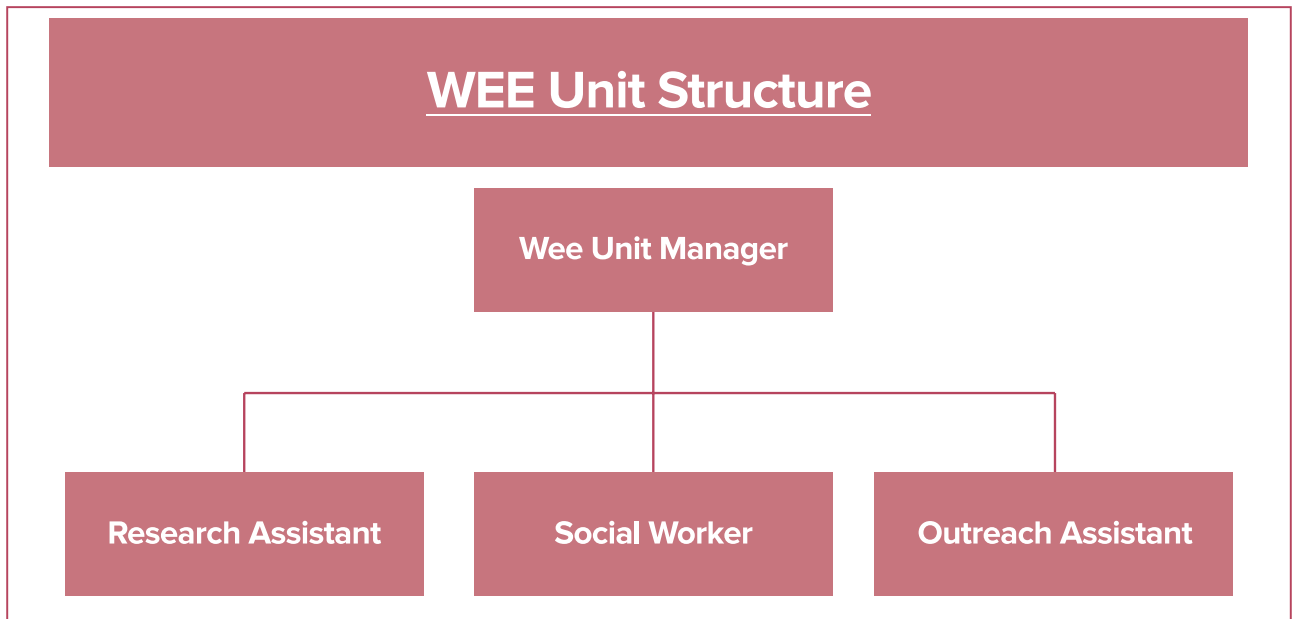 WEE Unit Structure
Wee Unit Manager
Research Assistant
Social Worker
Outreach Assistant